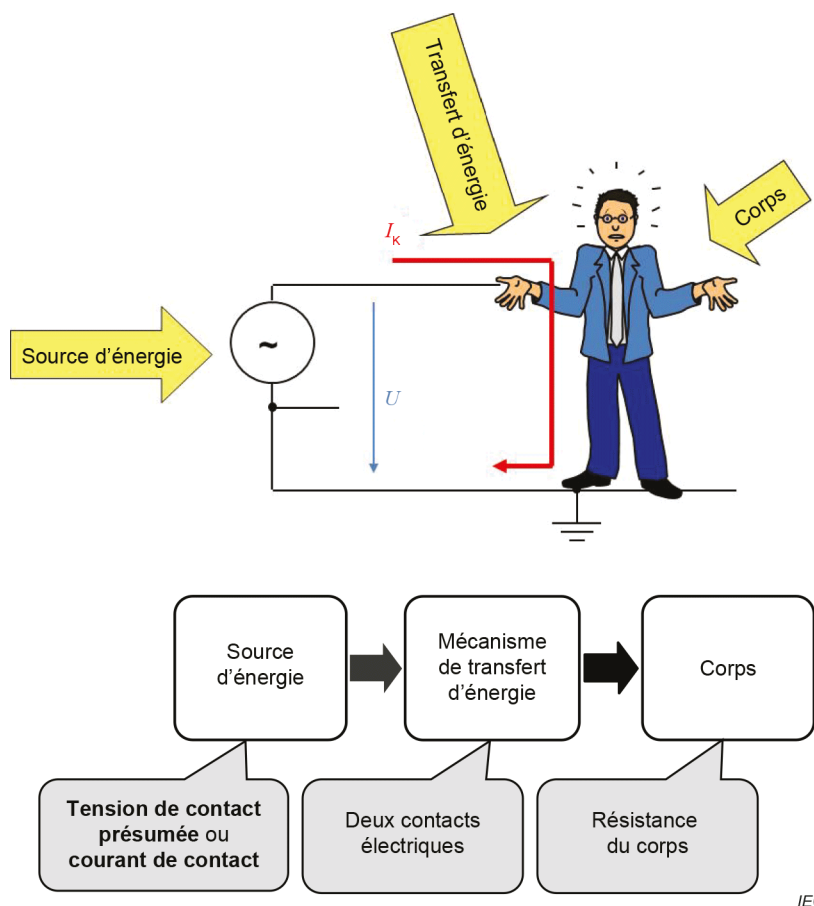 Transfert d'énergie
Corps
I_K
Source d'énergie
~
U
Source
d'énergie
Mécanisme
de transfert
d'énergie
Corps
Tension de contact
présumée ou
courant de contact
Deux contacts
électriques
Résistance
du corps